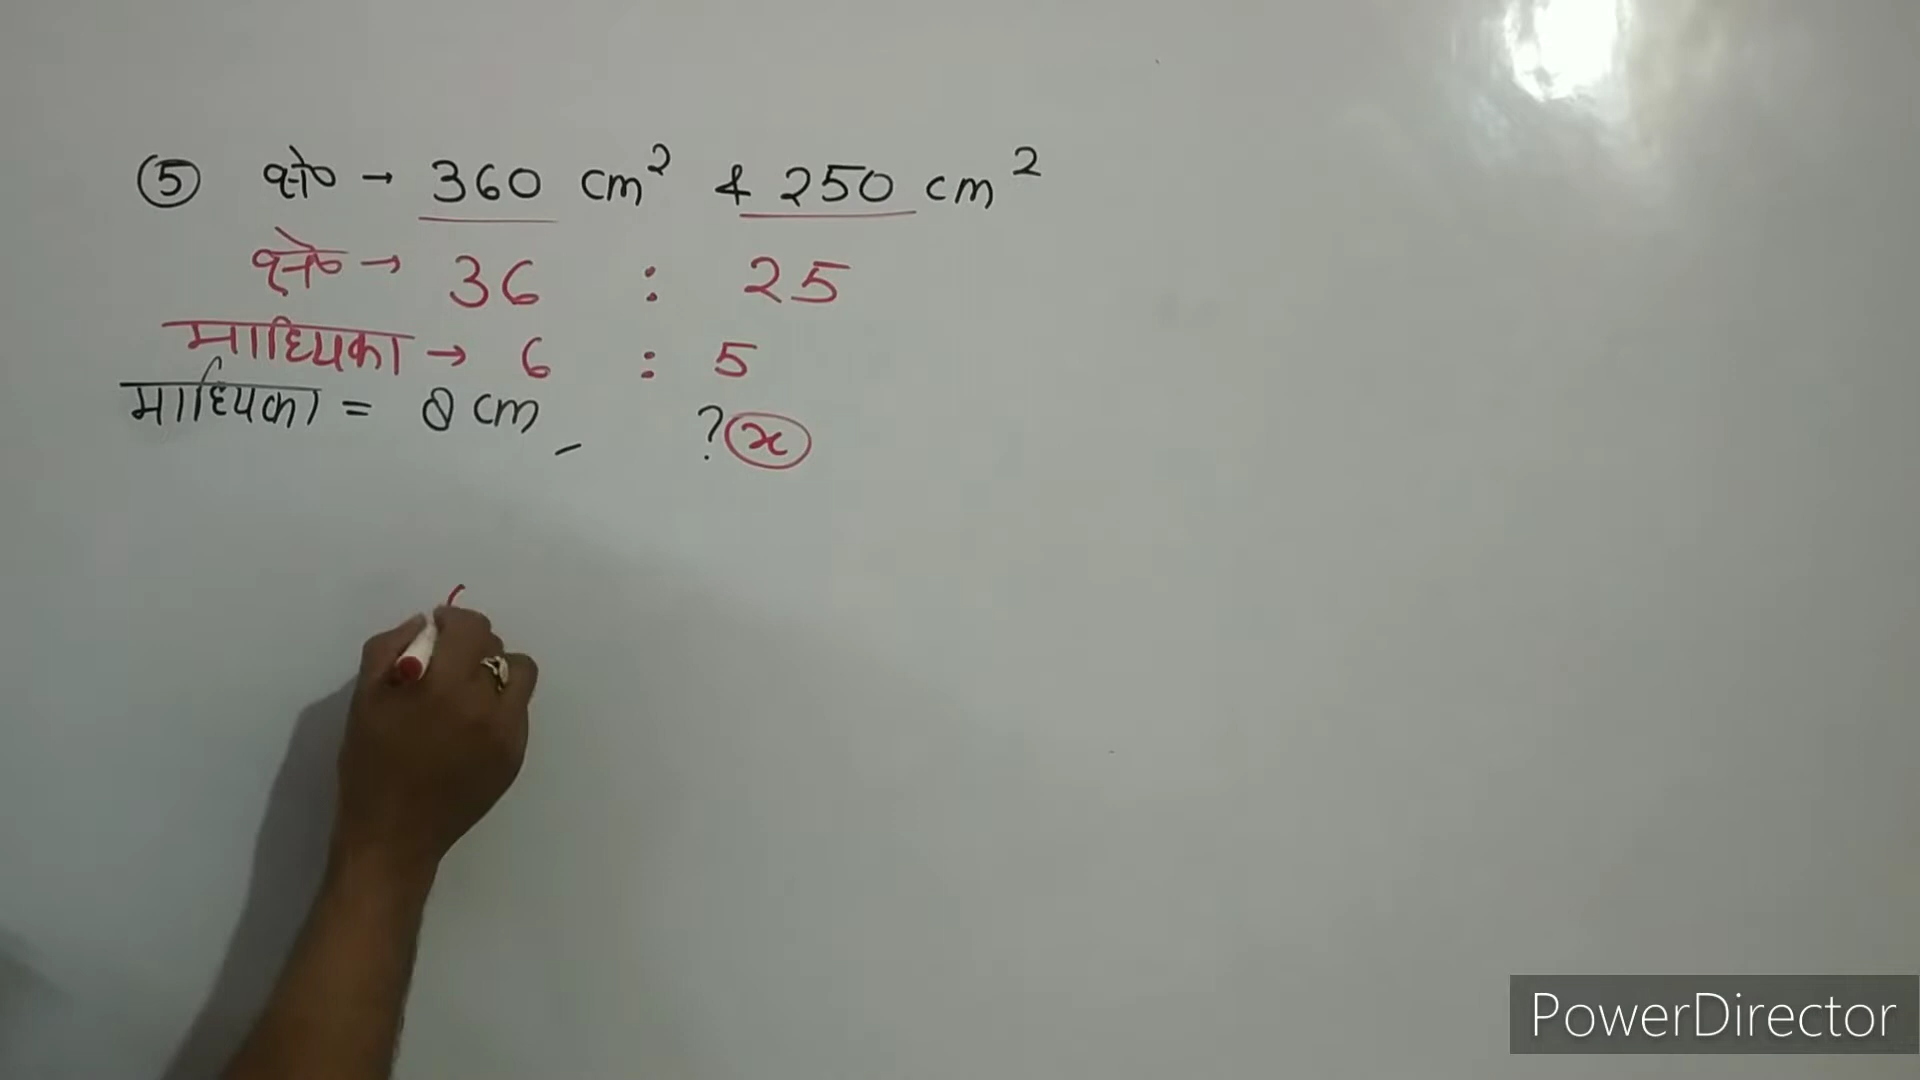 ⑤ क्षे० → 360 cm² & 250 cm²
क्षे० → 36 : 25
माध्यिका → 6 : 5
माध्यिका = 8 cm, ? x
PowerDirector